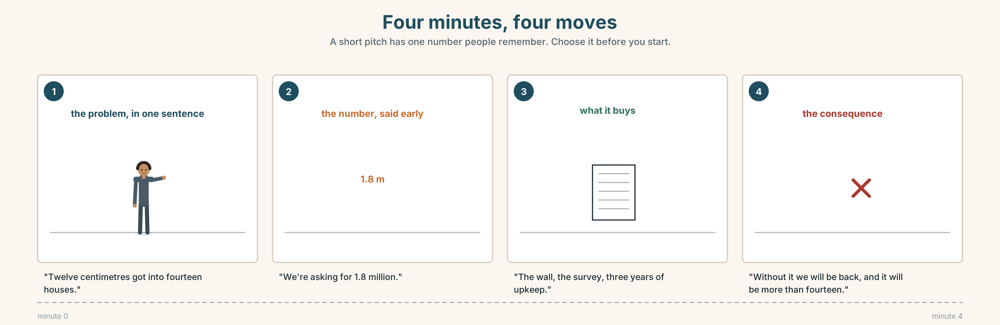 Four minutes, four moves
A short pitch has one number people remember. Choose it before you start.
1
the problem, in one sentence
"Twelve centimetres got into fourteen
houses."
2
the number, said early
1.8 m
"We're asking for 1.8 million."
3
what it buys
"The wall, the survey, three years of
upkeep."
4
the consequence
"Without it we will be back, and it will
be more than fourteen."
minute 0
minute 4